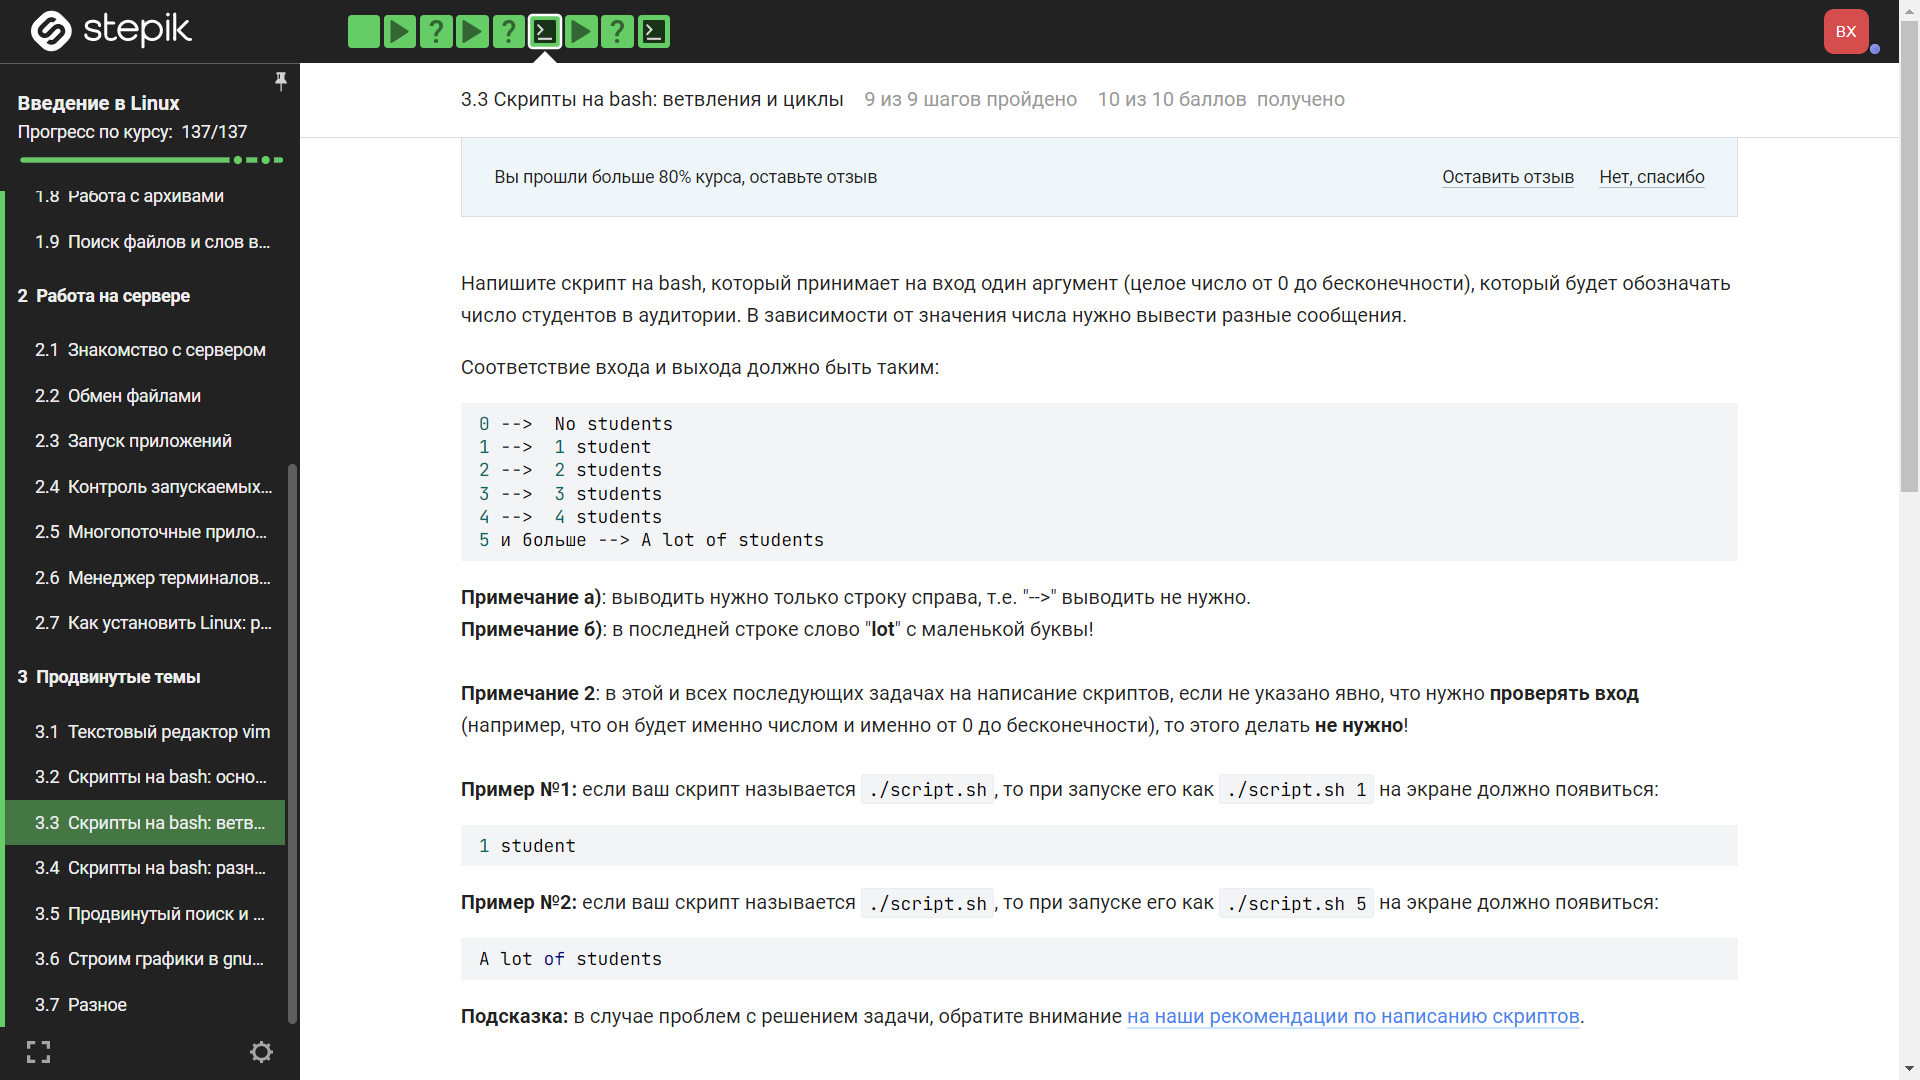 stepik
BX
Введение в Linux
Прогресс по курсу: 137/137
1.8 Работа с архивами
1.9 Поиск файлов и слов в...
2 Работа на сервере
2.1 Знакомство с сервером
2.2 Обмен файлами
2.3 Запуск приложений
2.4 Контроль запускаемых...
2.5 Многопоточные прило...
2.6 Менеджер терминалов...
2.7 Как установить Linux: р...
3 Продвинутые темы
3.1 Текстовый редактор vim
3.2 Скрипты на bash: осно...
3.3 Скрипты на bash: ветв...
3.4 Скрипты на bash: разн...
3.5 Продвинутый поиск и ...
3.6 Строим графики в gnu...
3.7 Разное
3.3 Скрипты на bash: ветвления и циклы 9 из 9 шагов пройдено 10 из 10 баллов получено
Вы прошли больше 80% курса, оставьте отзыв Оставить отзыв Нет, спасибо
Напишите скрипт на bash, который принимает на вход один аргумент (целое число от 0 до бесконечности), который будет обозначать
число студентов в аудитории. В зависимости от значения числа нужно вывести разные сообщения.
Соответствие входа и выхода должно быть таким:
0 -->  No students
1 -->  1 student
2 -->  2 students
3 -->  3 students
4 -->  4 students
5 и больше --> A lot of students
Примечание а): выводить нужно только строку справа, т.е. "-->" выводить не нужно.
Примечание б): в последней строке слово "lot" с маленькой буквы!
Примечание 2: в этой и всех последующих задачах на написание скриптов, если не указано явно, что нужно проверять вход
(например, что он будет именно числом и именно от 0 до бесконечности), то этого делать не нужно!
Пример №1: если ваш скрипт называется ./script.sh, то при запуске его как ./script.sh 1 на экране должно появиться:
1 student
Пример №2: если ваш скрипт называется ./script.sh, то при запуске его как ./script.sh 5 на экране должно появиться:
A lot of students
Подсказка: в случае проблем с решением задачи, обратите внимание на наши рекомендации по написанию скриптов.